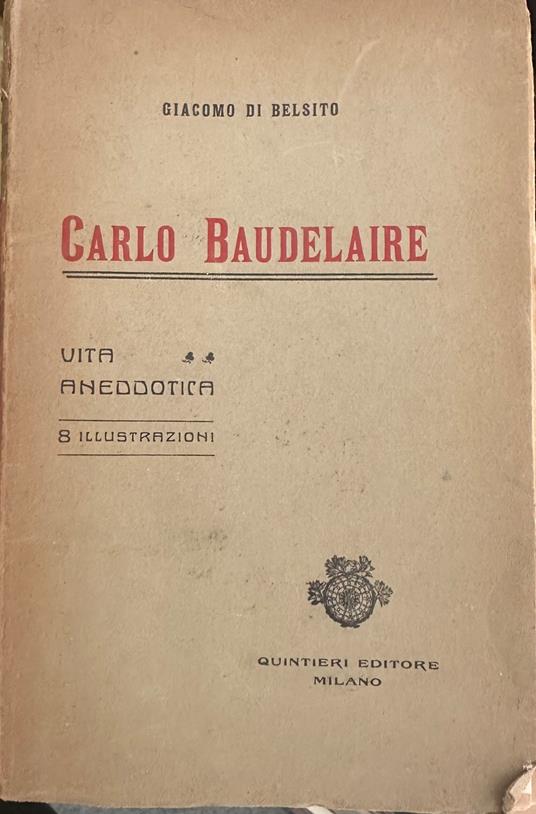 GIACOMO DI BELSITO
CARLO BAUDELAIRE
VITA
ANEDDOTICA
8 ILLUSTRAZIONI
QUINTIERI EDITORE
MILANO